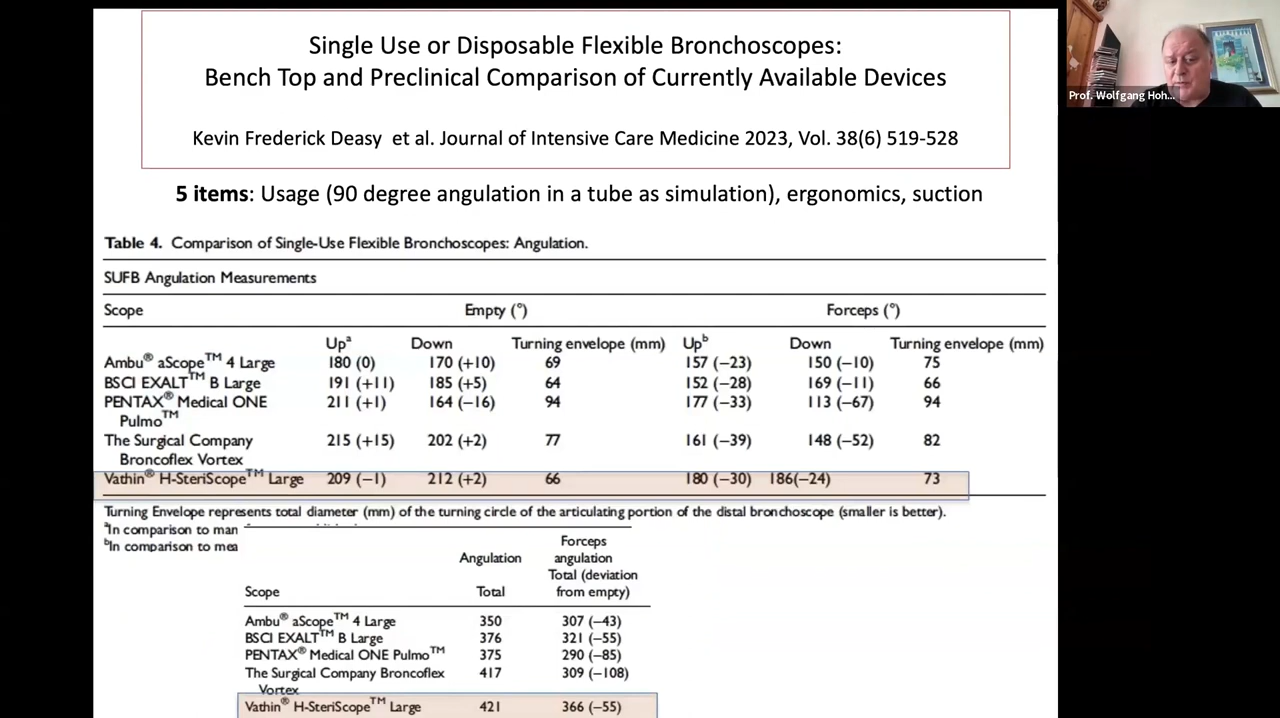 Single Use or Disposable Flexible Bronchoscopes:
Bench Top and Preclinical Comparison of Currently Available Devices
Kevin Frederick Deasy et al. Journal of Intensive Care Medicine 2023, Vol. 38(6) 519-528
Prof. Wolfgang Hoh...
5 items: Usage (90 degree angulation in a tube as simulation), ergonomics, suction
Table 4. Comparison of Single-Use Flexible Bronchoscopes: Angulation.
SUFB Angulation Measurements
Scope Empty (°) Forceps (°)
Upᵃ Down Turning envelope (mm) Upᵇ Down Turning envelope (mm)
Ambu® aScope™ 4 Large 180 (0) 170 (+10) 69 157 (−23) 150 (−10) 75
BSCI EXALT™ B Large 191 (+11) 185 (+5) 64 152 (−28) 169 (−11) 66
PENTAX® Medical ONE 211 (+1) 164 (−16) 94 177 (−33) 113 (−67) 94
Pulmo™
The Surgical Company 215 (+15) 202 (+2) 77 161 (−39) 148 (−52) 82
Broncoflex Vortex
Vathin® H-SteriScope™ Large 209 (−1) 212 (+2) 66 180 (−30) 186(−24) 73
Turning Envelope represents total diameter (mm) of the turning circle of the articulating portion of the distal bronchoscope (smaller is better).
ᵃIn comparison to man
ᵇIn comparison to mea
Forceps
Angulation angulation
Total (deviation
Scope Total from empty)
Ambu® aScope™ 4 Large 350 307 (−43)
BSCI EXALT™ B Large 376 321 (−55)
PENTAX® Medical ONE Pulmo™ 375 290 (−85)
The Surgical Company Broncoflex 417 309 (−108)
Vortex
Vathin® H-SteriScope™ Large 421 366 (−55)